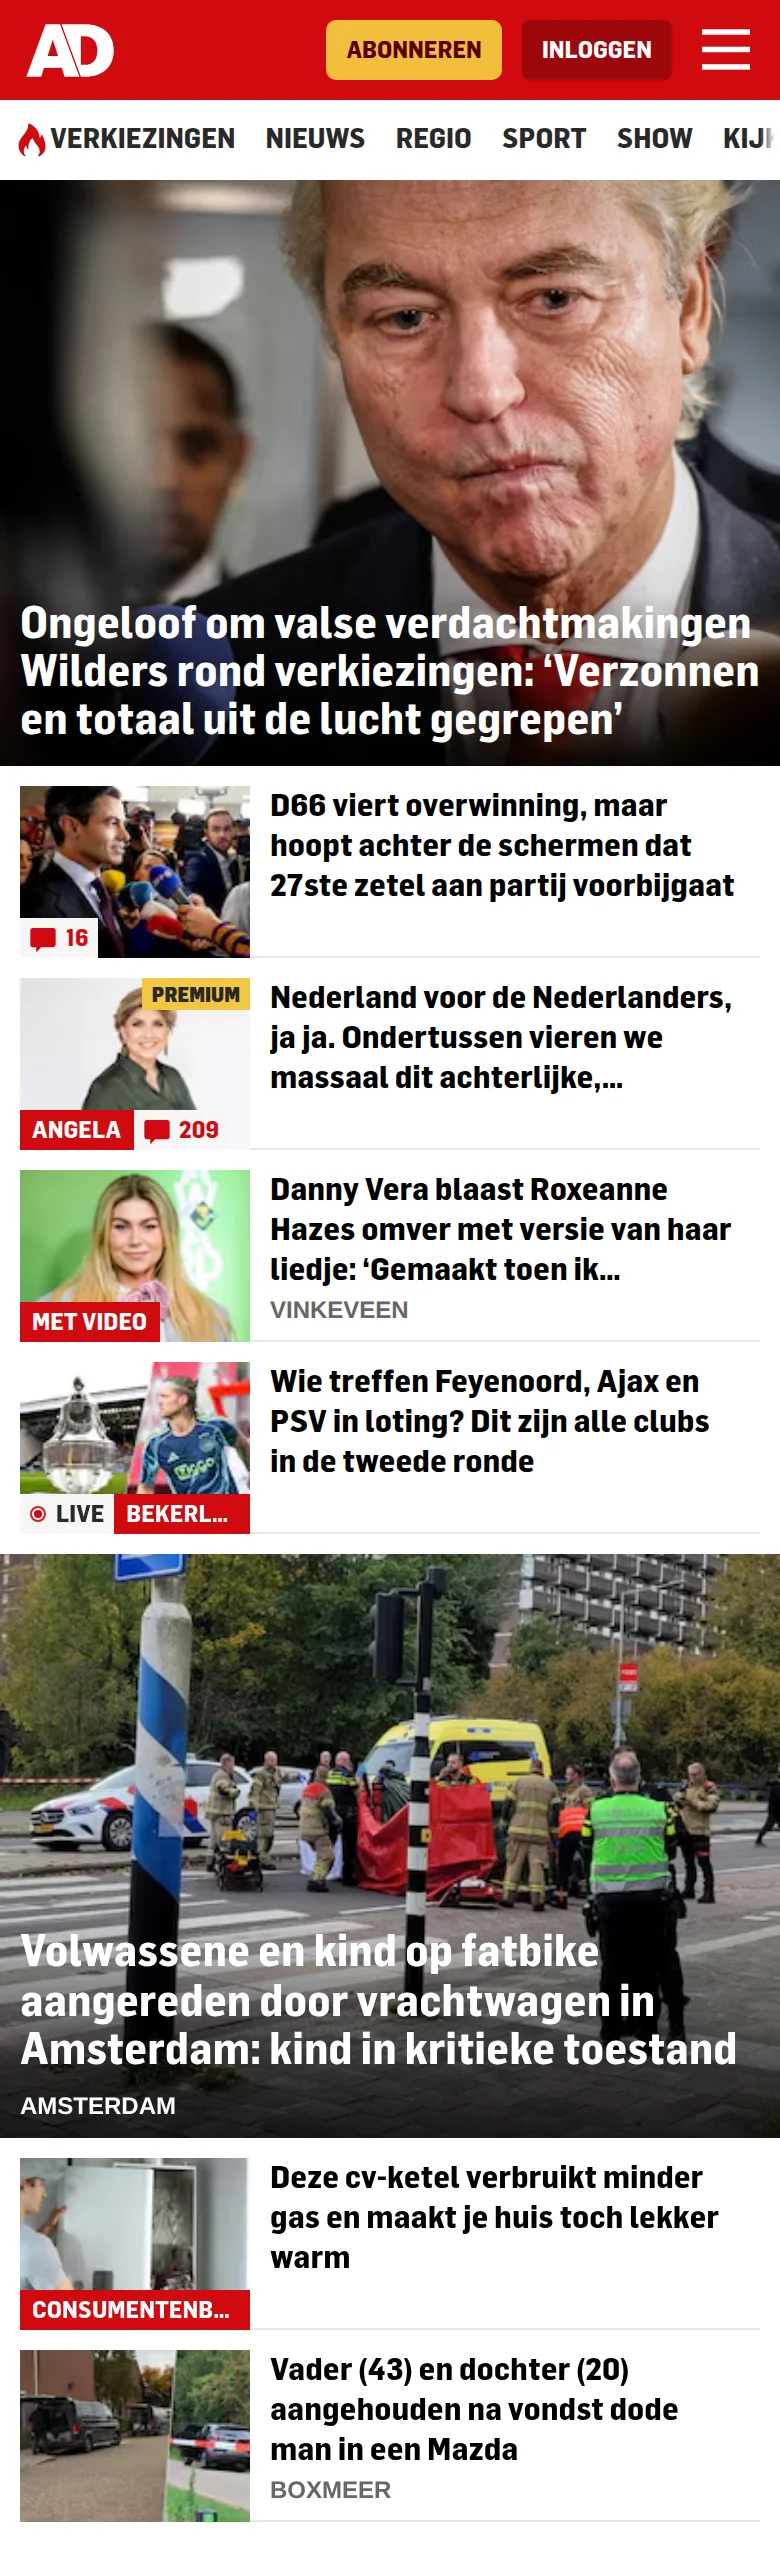 AD
ABONNEREN
INLOGGEN
VERKIEZINGEN NIEUWS REGIO SPORT SHOW
Ongeloof om valse verdachtmakingen
Wilders rond verkiezingen: ‘Verzonnen
en totaal uit de lucht gegrepen’
D66 viert overwinning, maar
hoopt achter de schermen dat
27ste zetel aan partij voorbijgaat
16
PREMIUM
Nederland voor de Nederlanders,
ja ja. Ondertussen vieren we
massaal dit achterlijke,...
ANGELA 209
Danny Vera blaast Roxeanne
Hazes omver met versie van haar
liedje: ‘Gemaakt toen ik...
VINKEVEEN
MET VIDEO
Wie treffen Feyenoord, Ajax en
PSV in loting? Dit zijn alle clubs
in de tweede ronde
ZIGGO
LIVE BEKERL...
Volwassene en kind op fatbike
aangereden door vrachtwagen in
Amsterdam: kind in kritieke toestand
AMSTERDAM
Deze cv-ketel verbruikt minder
gas en maakt je huis toch lekker
warm
CONSUMENTENB...
Vader (43) en dochter (20)
aangehouden na vondst dode
man in een Mazda
BOXMEER